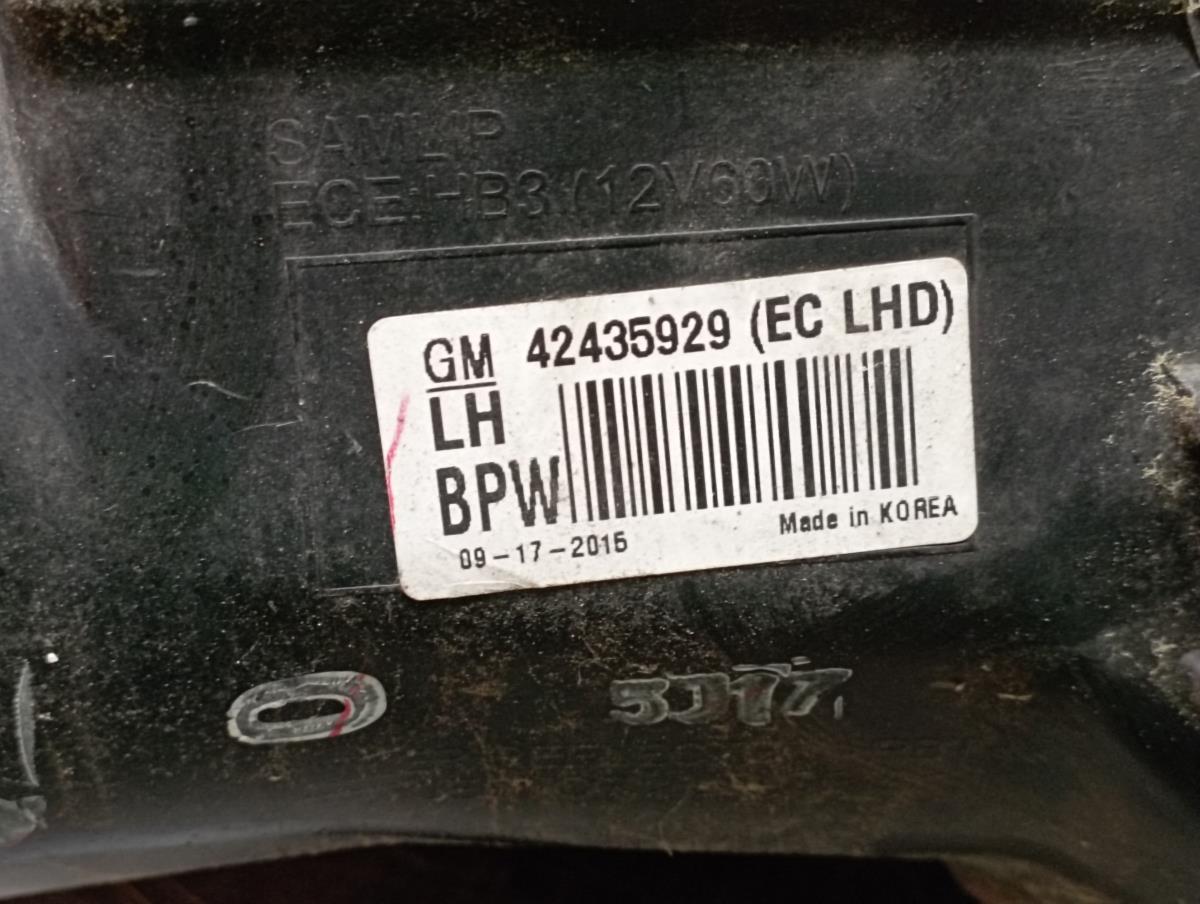 SAMLIP
ECE:HB3 (12V60W)
GM 42435929 (EC LHD)
LH
BPW
09-17-2015
Made in KOREA